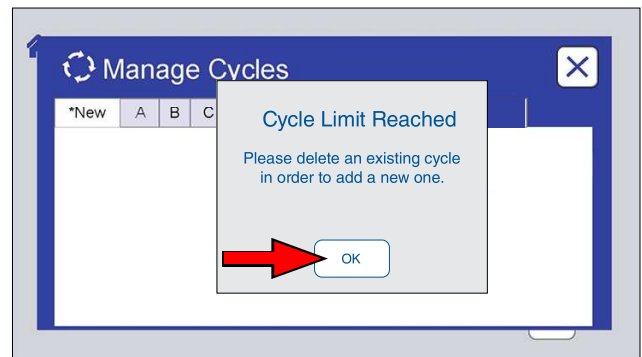 Manage Cycles
*New A B C
Cycle Limit Reached
Please delete an existing cycle
in order to add a new one.
OK